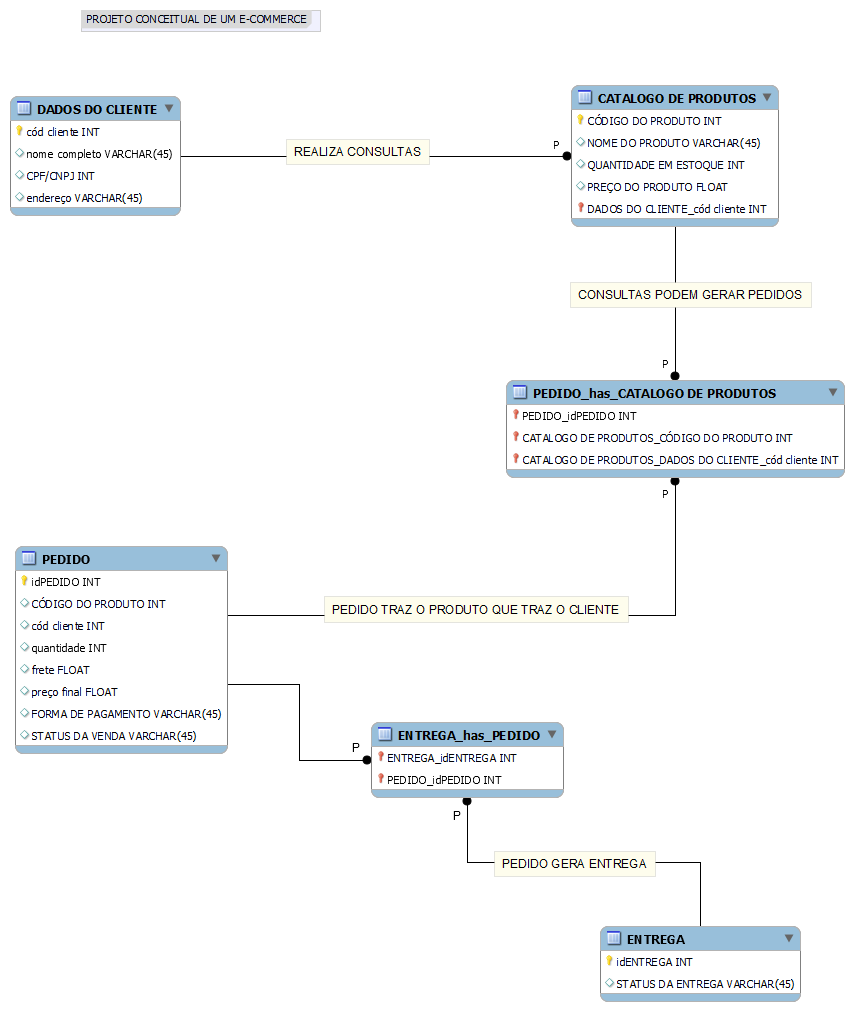 PROJETO CONCEITUAL DE UM E-COMMERCE
DADOS DO CLIENTE
cód cliente INT
nome completo VARCHAR(45)
CPF/CNPJ INT
endereço VARCHAR(45)
REALIZA CONSULTAS
P
CATALOGO DE PRODUTOS
CÓDIGO DO PRODUTO INT
NOME DO PRODUTO VARCHAR(45)
QUANTIDADE EM ESTOQUE INT
PREÇO DO PRODUTO FLOAT
DADOS DO CLIENTE_cód cliente INT
CONSULTAS PODEM GERAR PEDIDOS
P
PEDIDO_has_CATALOGO DE PRODUTOS
PEDIDO_idPEDIDO INT
CATALOGO DE PRODUTOS_CÓDIGO DO PRODUTO INT
CATALOGO DE PRODUTOS_DADOS DO CLIENTE_cód cliente INT
P
PEDIDO
idPEDIDO INT
CÓDIGO DO PRODUTO INT
cód cliente INT
quantidade INT
frete FLOAT
preço final FLOAT
FORMA DE PAGAMENTO VARCHAR(45)
STATUS DA VENDA VARCHAR(45)
PEDIDO TRAZ O PRODUTO QUE TRAZ O CLIENTE
P
ENTREGA_has_PEDIDO
ENTREGA_idENTREGA INT
PEDIDO_idPEDIDO INT
P
PEDIDO GERA ENTREGA
ENTREGA
idENTREGA INT
STATUS DA ENTREGA VARCHAR(45)